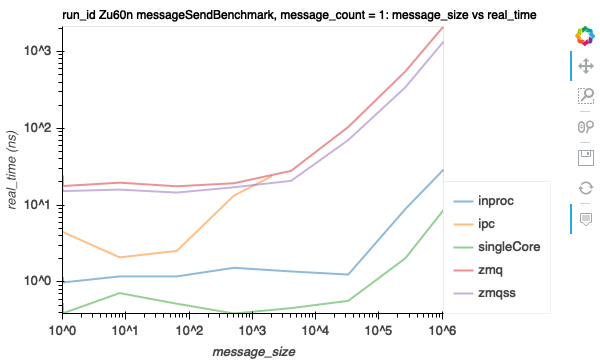 run_id Zu60n messageSendBenchmark, message_count = 1: message_size vs real_time
10^3
10^2
10^1
10^0
real_time (ns)
10^0 10^1 10^2 10^3 10^4 10^5 10^6
message_size
inproc
ipc
singleCore
zmq
zmqss